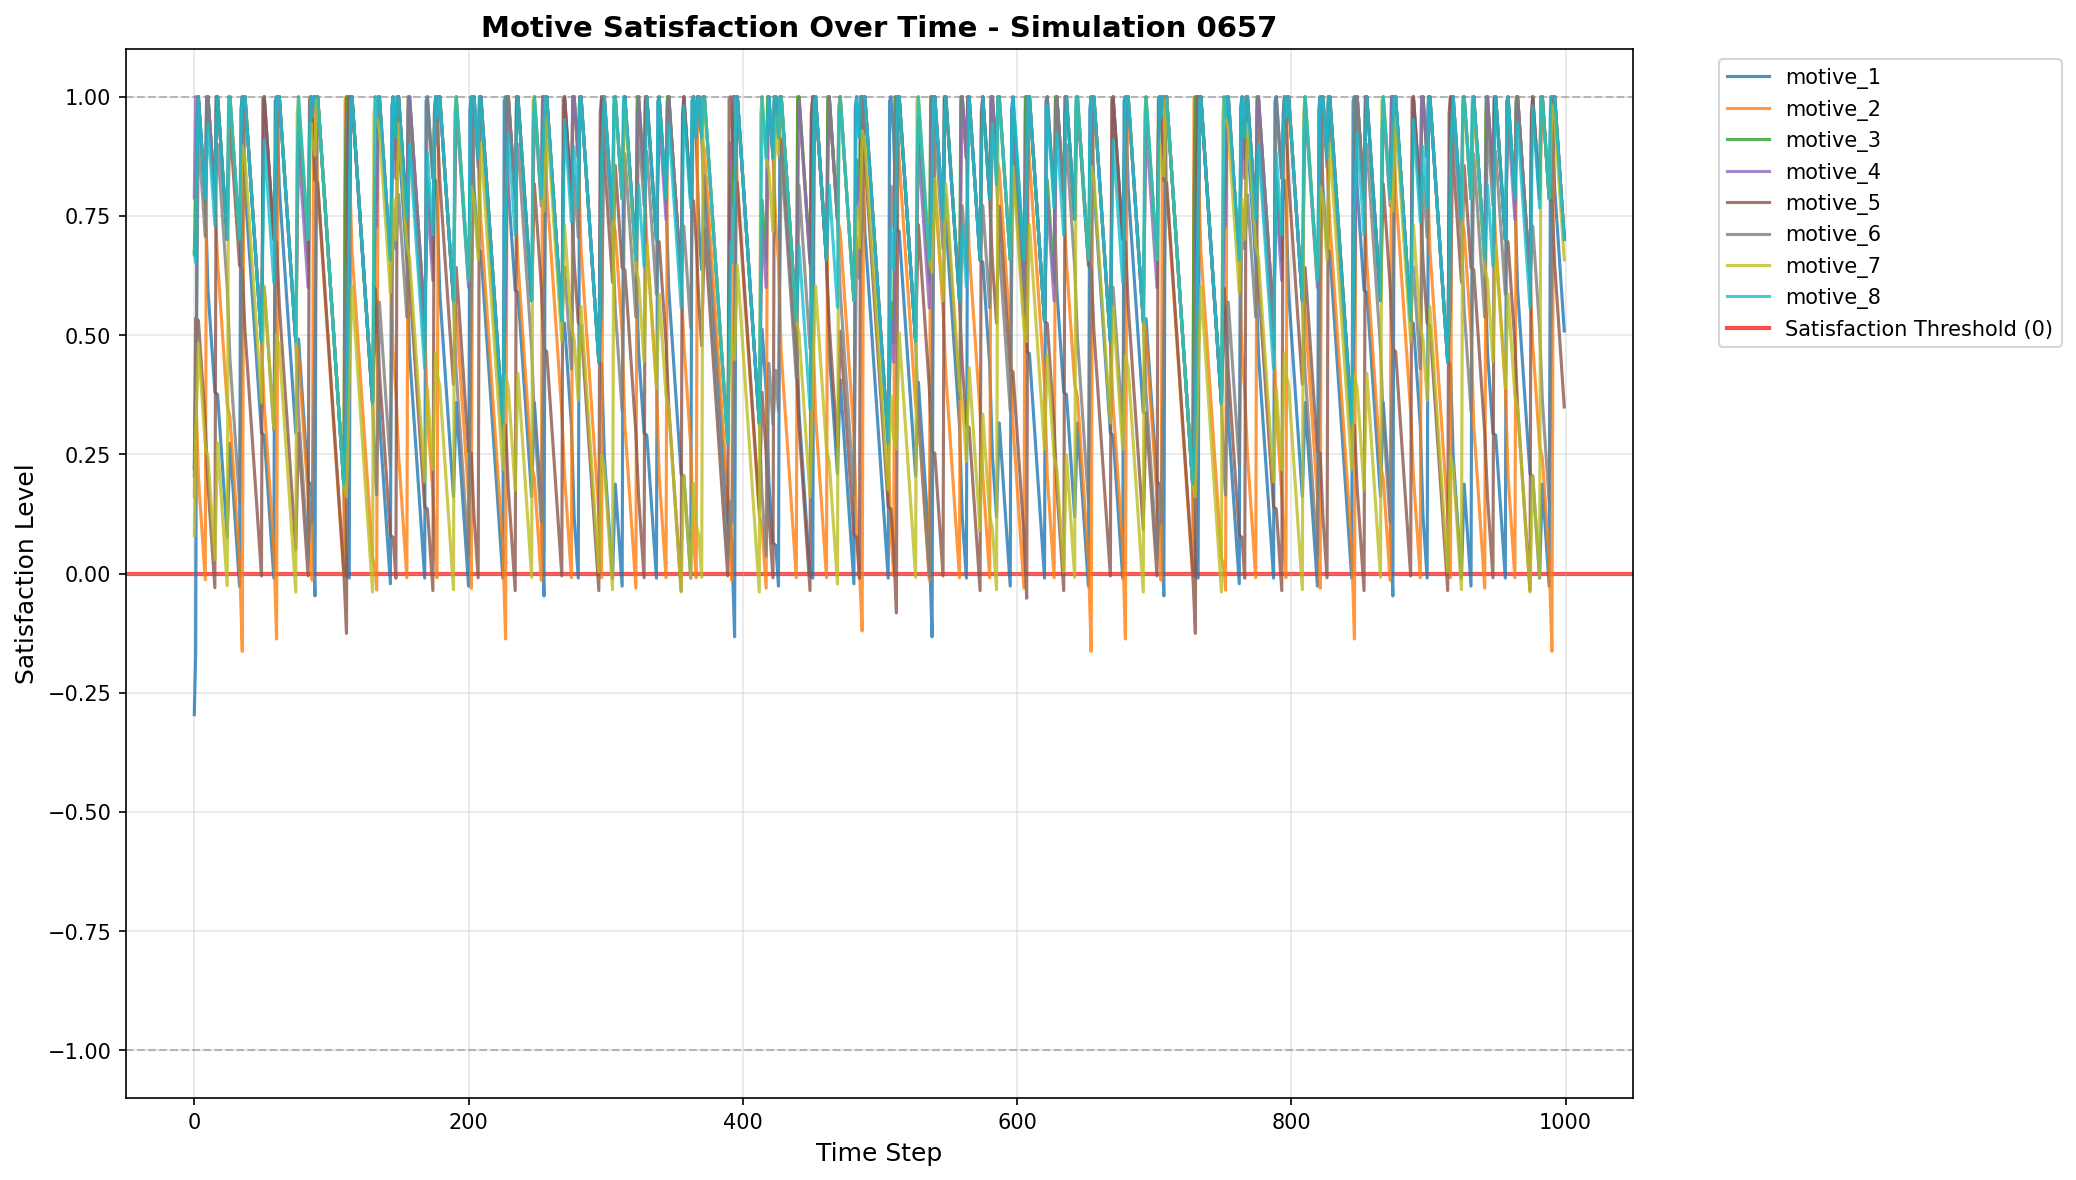 Motive Satisfaction Over Time - Simulation 0657
Satisfaction Level
1.00
0.75
0.50
0.25
0.00
−0.25
−0.50
−0.75
−1.00
0
200
400
600
800
1000
Time Step
motive_1
motive_2
motive_3
motive_4
motive_5
motive_6
motive_7
motive_8
Satisfaction Threshold (0)